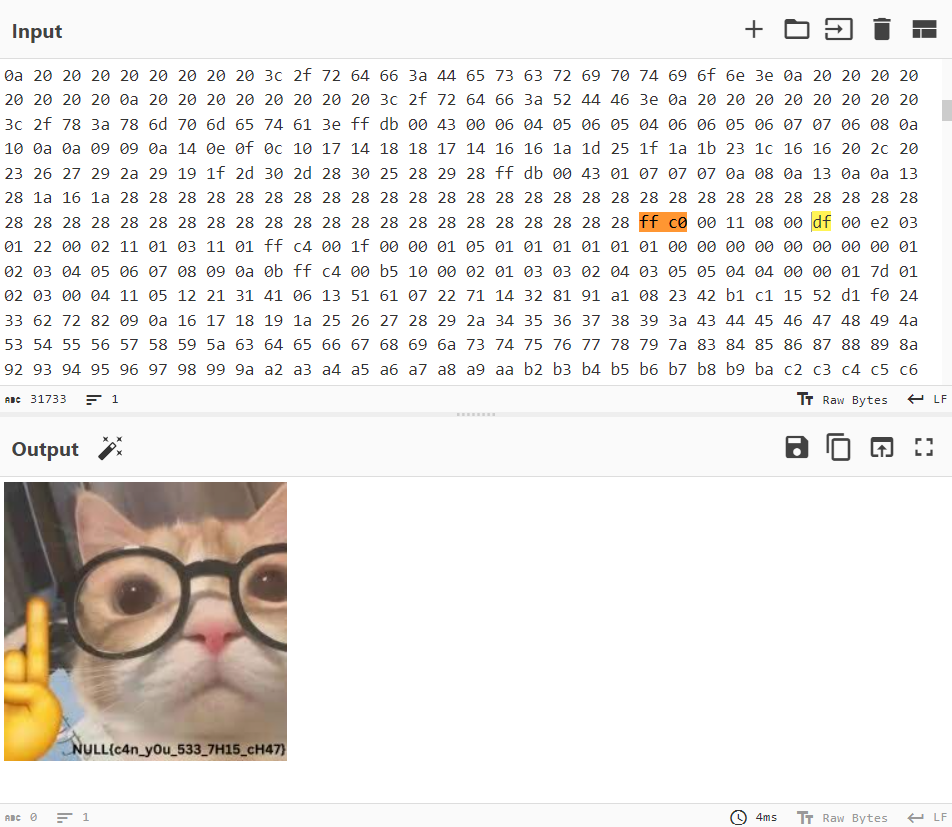 Input
0a 20 20 20 20 20 20 20 20 3c 2f 72 64 66 3a 44 65 73 63 72 69 70 74 69 6f 6e 3e 0a 20 20 20 20
20 20 20 20 0a 20 20 20 20 20 20 20 20 3c 2f 72 64 66 3a 52 44 46 3e 0a 20 20 20 20 20 20 20 20
3c 2f 78 3a 78 6d 70 6d 65 74 61 3e ff db 00 43 00 06 04 05 06 05 04 06 06 05 06 07 07 06 08 0a
10 0a 0a 09 09 0a 14 0e 0f 0c 10 17 14 18 18 17 14 16 16 1a 1d 25 1f 1a 1b 23 1c 16 16 20 2c 20
23 26 27 29 2a 29 19 1f 2d 30 2d 28 30 25 28 29 28 ff db 00 43 01 07 07 07 0a 08 0a 13 0a 0a 13
28 1a 16 1a 28 28 28 28 28 28 28 28 28 28 28 28 28 28 28 28 28 28 28 28 28 28 28 28 28 28 28 28
28 28 28 28 28 28 28 28 28 28 28 28 28 28 28 28 28 28 28 28 28 28 ff c0 00 11 08 00 df 00 e2 03
01 22 00 02 11 01 03 11 01 ff c4 00 1f 00 00 01 05 01 01 01 01 01 01 00 00 00 00 00 00 00 00 01
02 03 04 05 06 07 08 09 0a 0b ff c4 00 b5 10 00 02 01 03 03 02 04 03 05 05 04 04 00 00 01 7d 01
02 03 00 04 11 05 12 21 31 41 06 13 51 61 07 22 71 14 32 81 91 a1 08 23 42 b1 c1 15 52 d1 f0 24
33 62 72 82 09 0a 16 17 18 19 1a 25 26 27 28 29 2a 34 35 36 37 38 39 3a 43 44 45 46 47 48 49 4a
53 54 55 56 57 58 59 5a 63 64 65 66 67 68 69 6a 73 74 75 76 77 78 79 7a 83 84 85 86 87 88 89 8a
92 93 94 95 96 97 98 99 9a a2 a3 a4 a5 a6 a7 a8 a9 aa b2 b3 b4 b5 b6 b7 b8 b9 ba c2 c3 c4 c5 c6
ABC 31733 1 Tт Raw Bytes LF
Output
NULL{c4n_y0u_533_7H15_cH47}
ABC 0 1 4ms Tт Raw Bytes LF